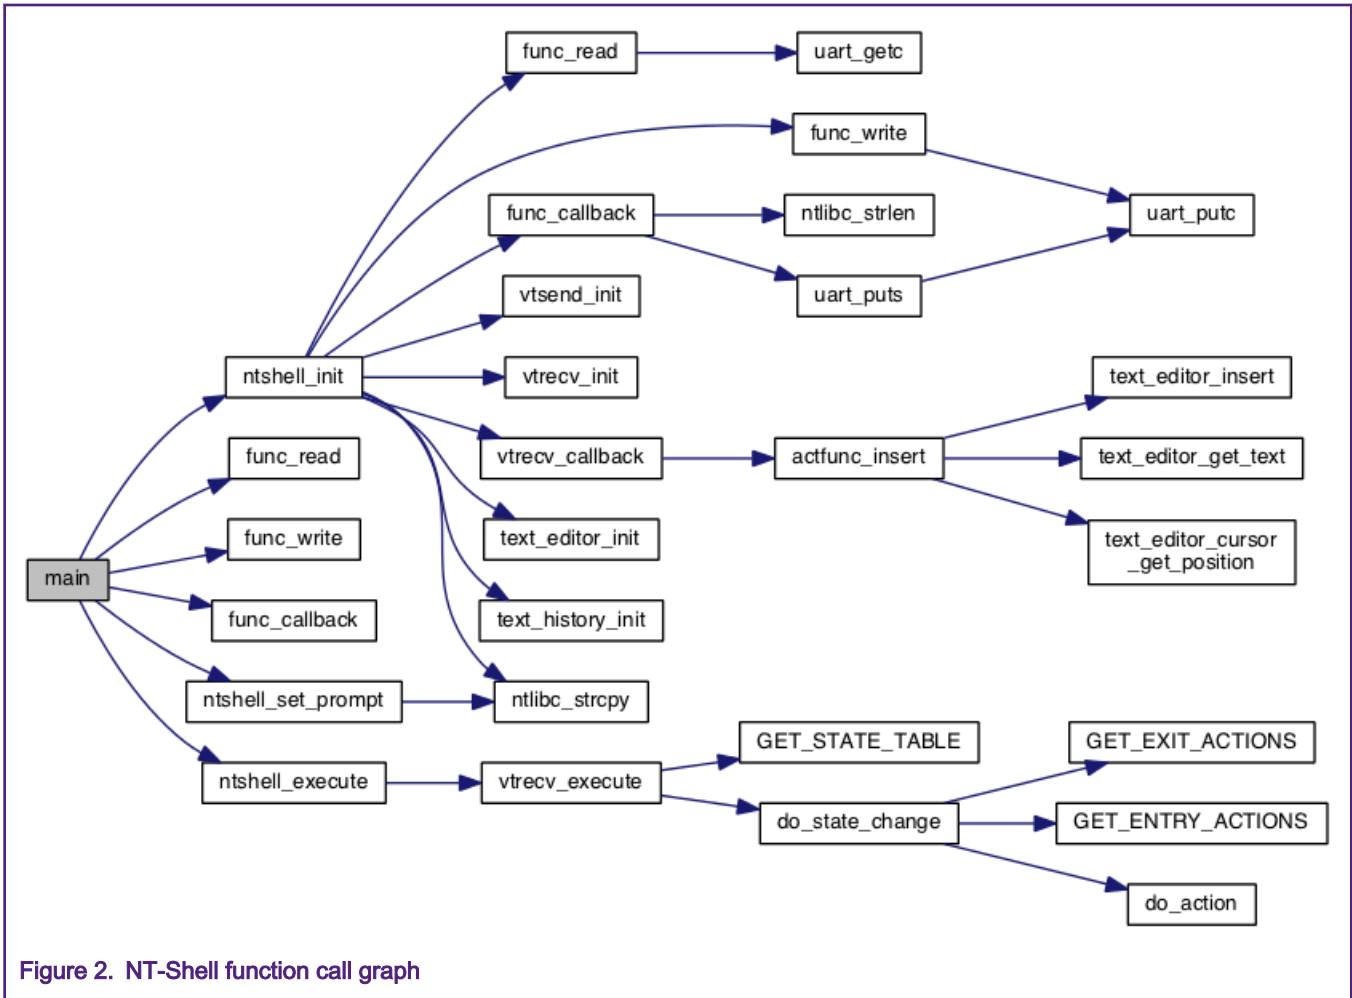 func_read
uart_getc
func_write
func_callback
ntlibc_strlen
uart_putc
vtsend_init
uart_puts
ntshell_init
vtrecv_init
text_editor_insert
func_read
vtrecv_callback
actfunc_insert
text_editor_get_text
func_write
text_editor_init
text_editor_cursor
_get_position
main
func_callback
text_history_init
ntshell_set_prompt
ntlibc_strcpy
GET_STATE_TABLE
GET_EXIT_ACTIONS
ntshell_execute
vtrecv_execute
do_state_change
GET_ENTRY_ACTIONS
do_action
Figure 2. NT-Shell function call graph